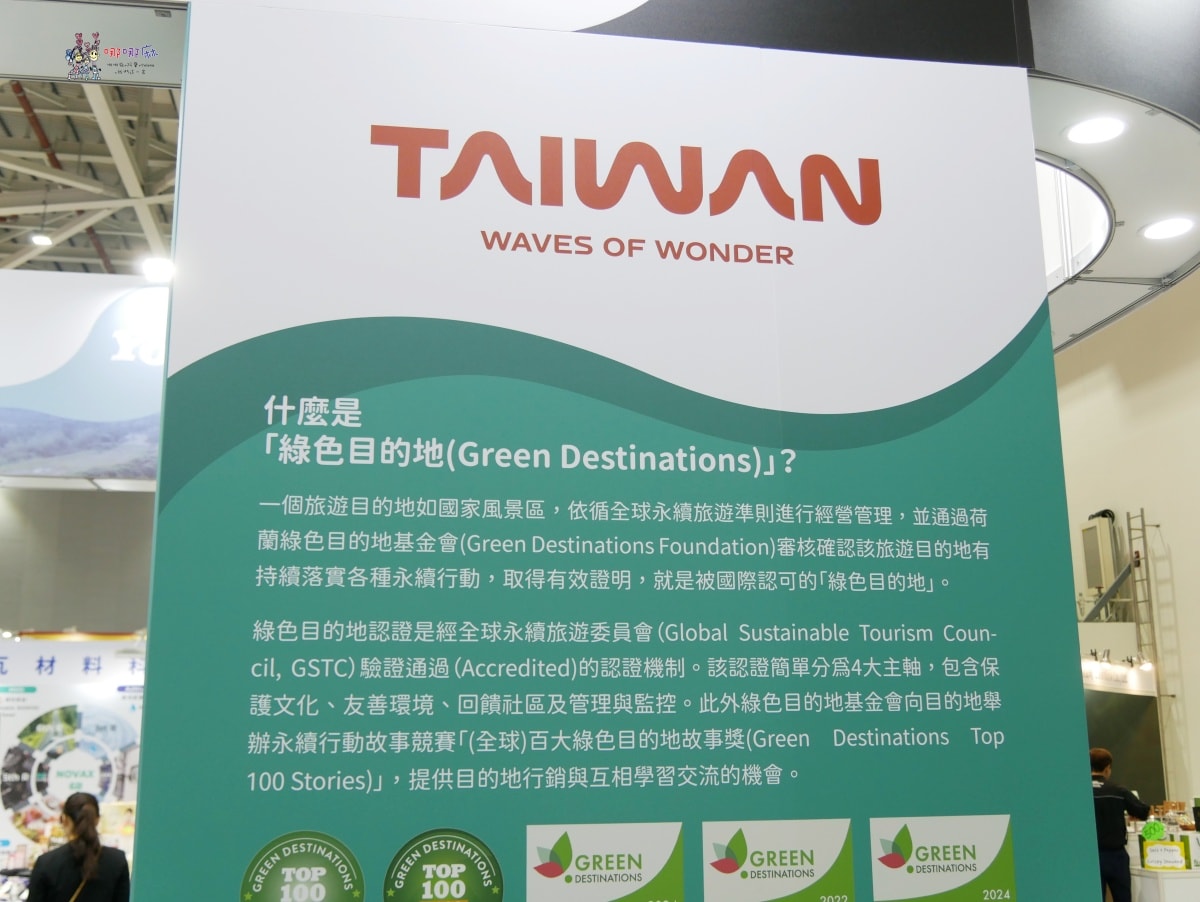 哪哪麻
TAIWAN
WAVES OF WONDER
什麼是
「綠色目的地(Green Destinations)」?
一個旅遊目的地如國家風景區，依循全球永續旅遊準則進行經營管理，並通過荷
蘭綠色目的地基金會(Green Destinations Foundation)審核確認該旅遊目的地有
持續落實各種永續行動，取得有效證明，就是被國際認可的「綠色目的地」。
綠色目的地認證是經全球永續旅遊委員會(Global Sustainable Tourism Coun-
cil, GSTC)驗證通過(Accredited)的認證機制。該認證簡單分為4大主軸，包含保
護文化、友善環境、回饋社區及管理與監控。此外綠色目的地基金會向目的地舉
辦永續行動故事競賽「(全球)百大綠色目的地故事獎(Green Destinations Top
100 Stories)」，提供目的地行銷與互相學習交流的機會。
GREEN DESTINATIONS
TOP
100
GREEN DESTINATIONS
TOP
100
GREEN
DESTINATIONS
GREEN
DESTINATIONS
2022
GREEN
DESTINATIONS
2024
材料
NOVAX